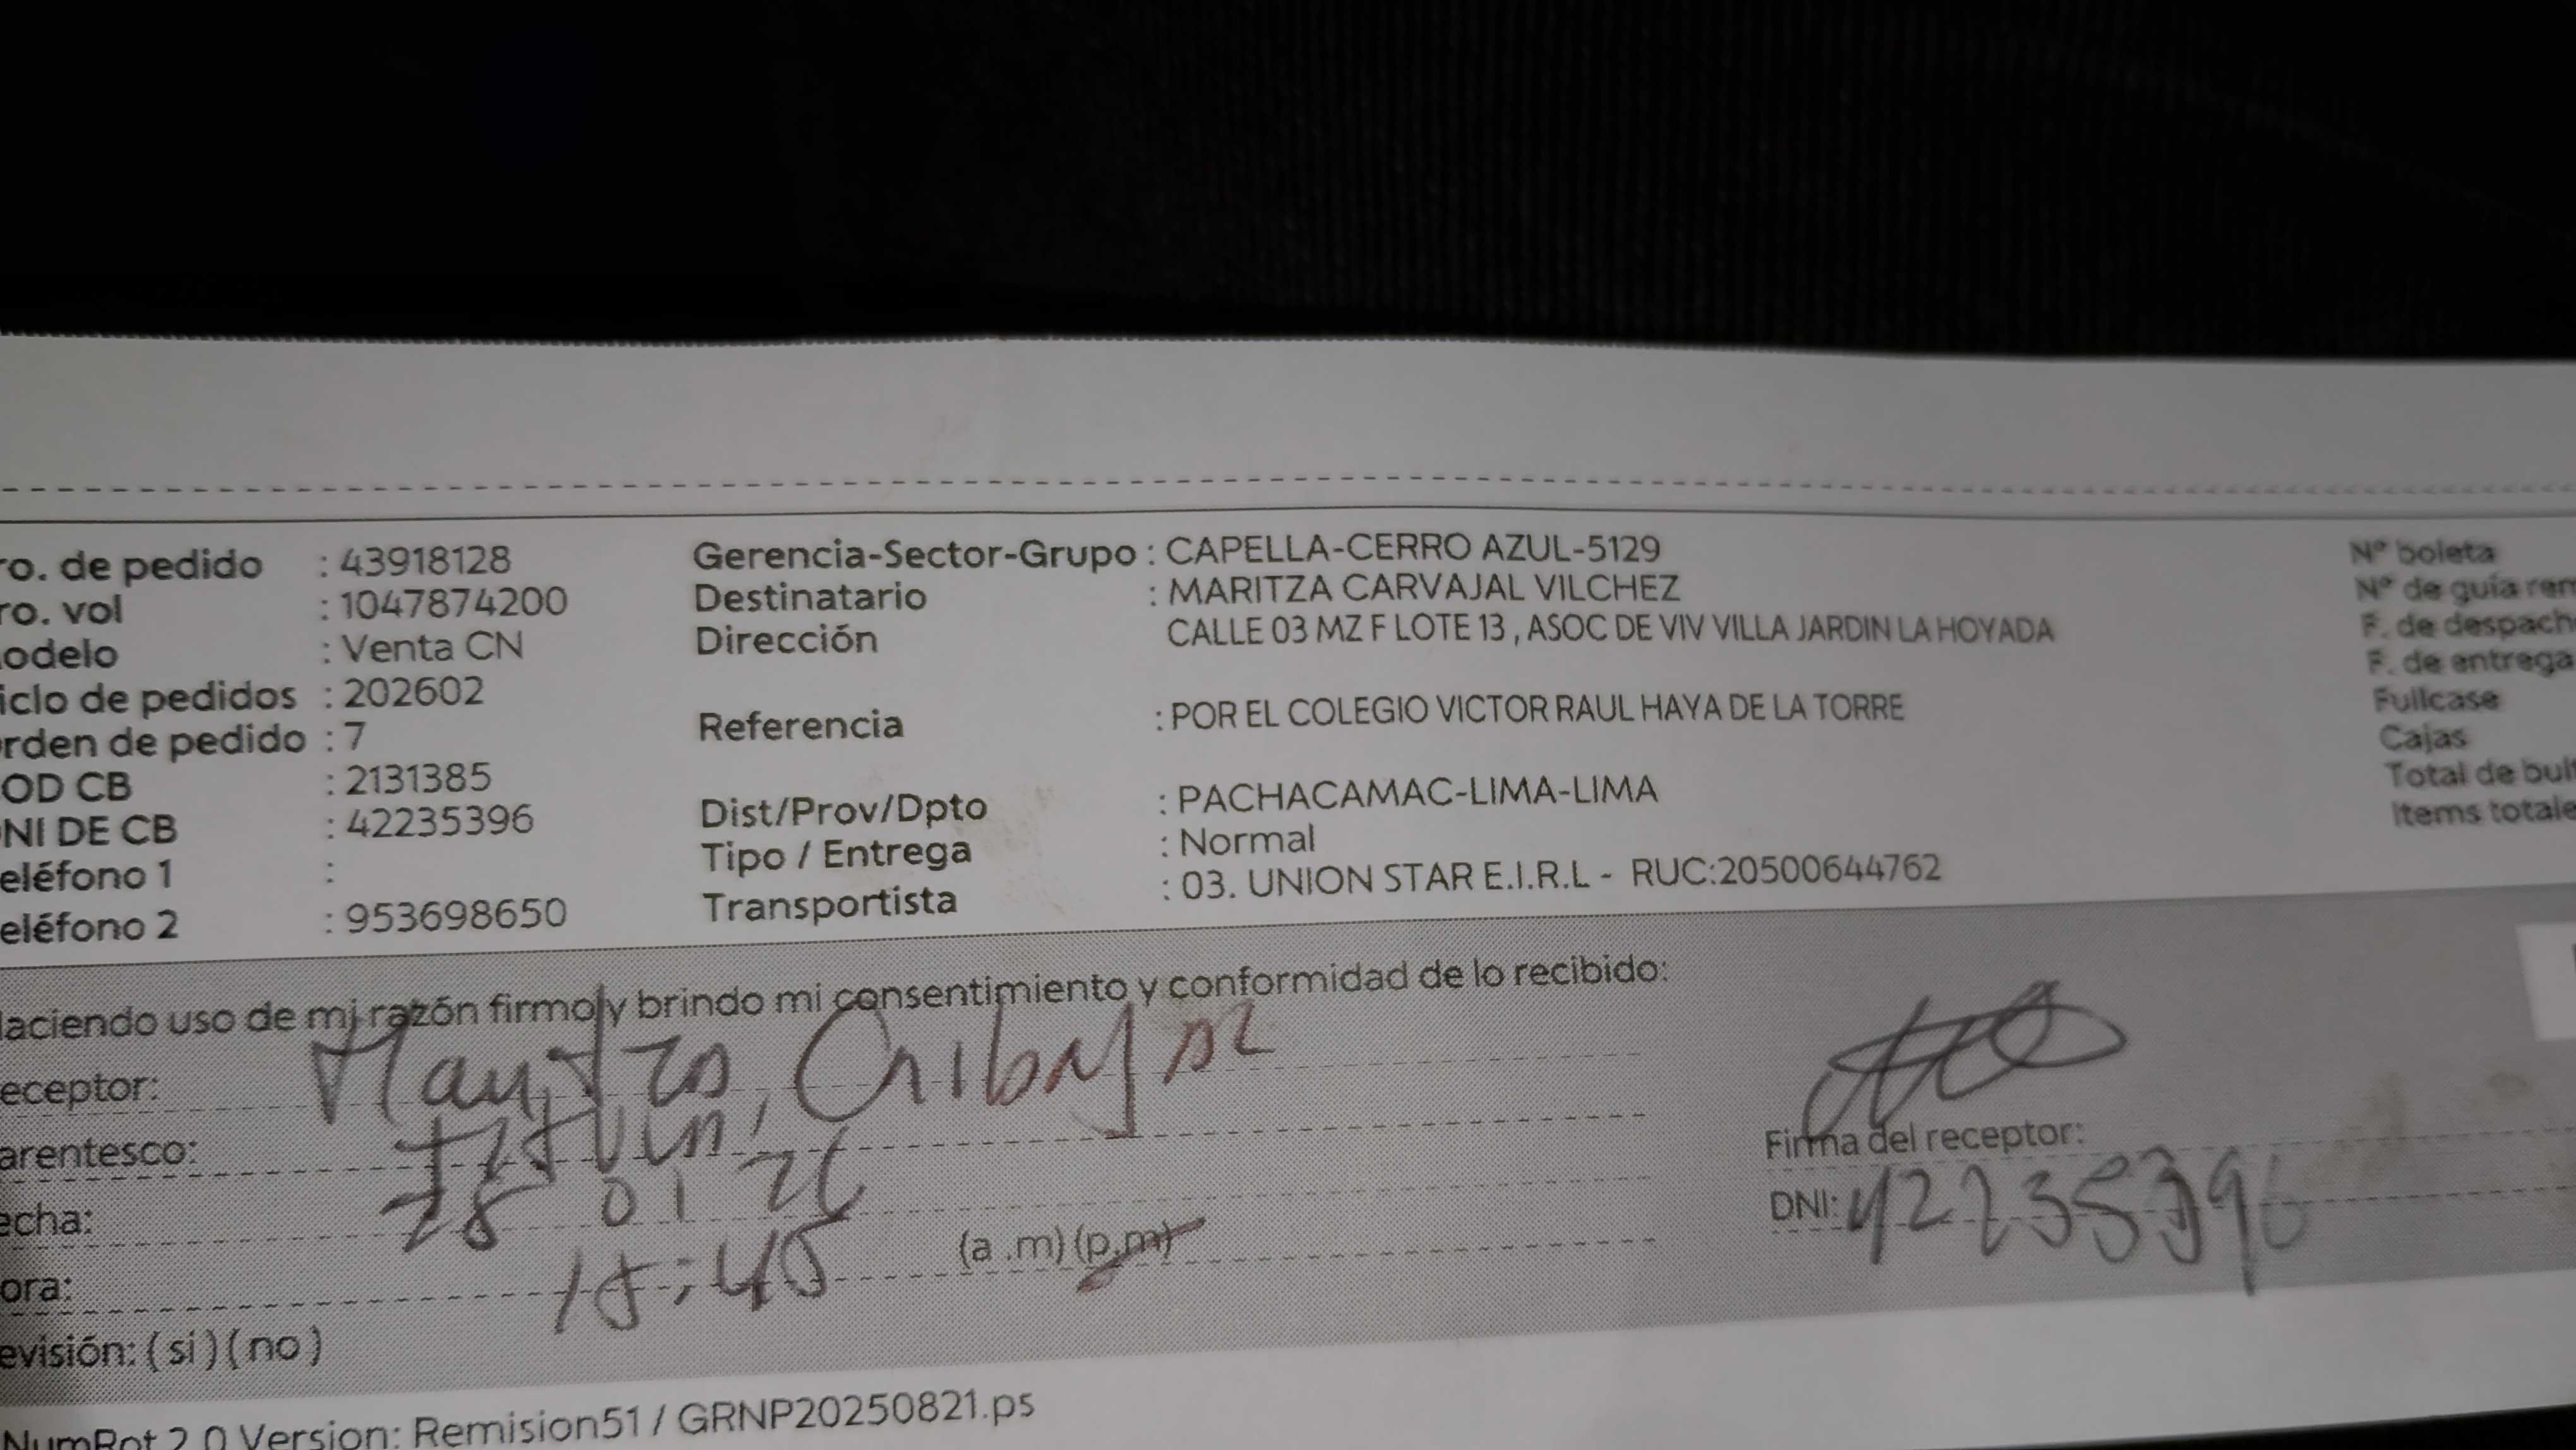 ro. de pedido : 43918128
ro. vol : 1047874200
odelo : Venta CN
iclo de pedidos : 202602
rden de pedido : 7
OD CB : 2131385
NI DE CB : 42235396
eléfono 1 :
eléfono 2 : 953698650
Gerencia-Sector-Grupo : CAPELLA-CERRO AZUL-5129
Destinatario : MARITZA CARVAJAL VILCHEZ
Dirección CALLE 03 MZ F LOTE 13 , ASOC DE VIV VILLA JARDIN LA HOYADA
Referencia : POR EL COLEGIO VICTOR RAUL HAYA DE LA TORRE
Dist/Prov/Dpto : PACHACAMAC-LIMA-LIMA
Tipo / Entrega : Normal
Transportista : 03. UNION STAR E.I.R.L - RUC:20500644762
Nº boleta
Nº de guía rem
F. de despach
F. de entrega
Fullcase
Cajas
Total de bult
Items totale
Haciendo uso de mi razón firmo y brindo mi consentimiento y conformidad de lo recibido:
eceptor:
arentesco:
echa: 28 01 26
ora: 15:45 (a .m) (p.m)
evisión: ( si ) ( no )
Firma del receptor:
DNI: 42235396
NumRot 2.0 Version: Remision51 / GRNP20250821.ps